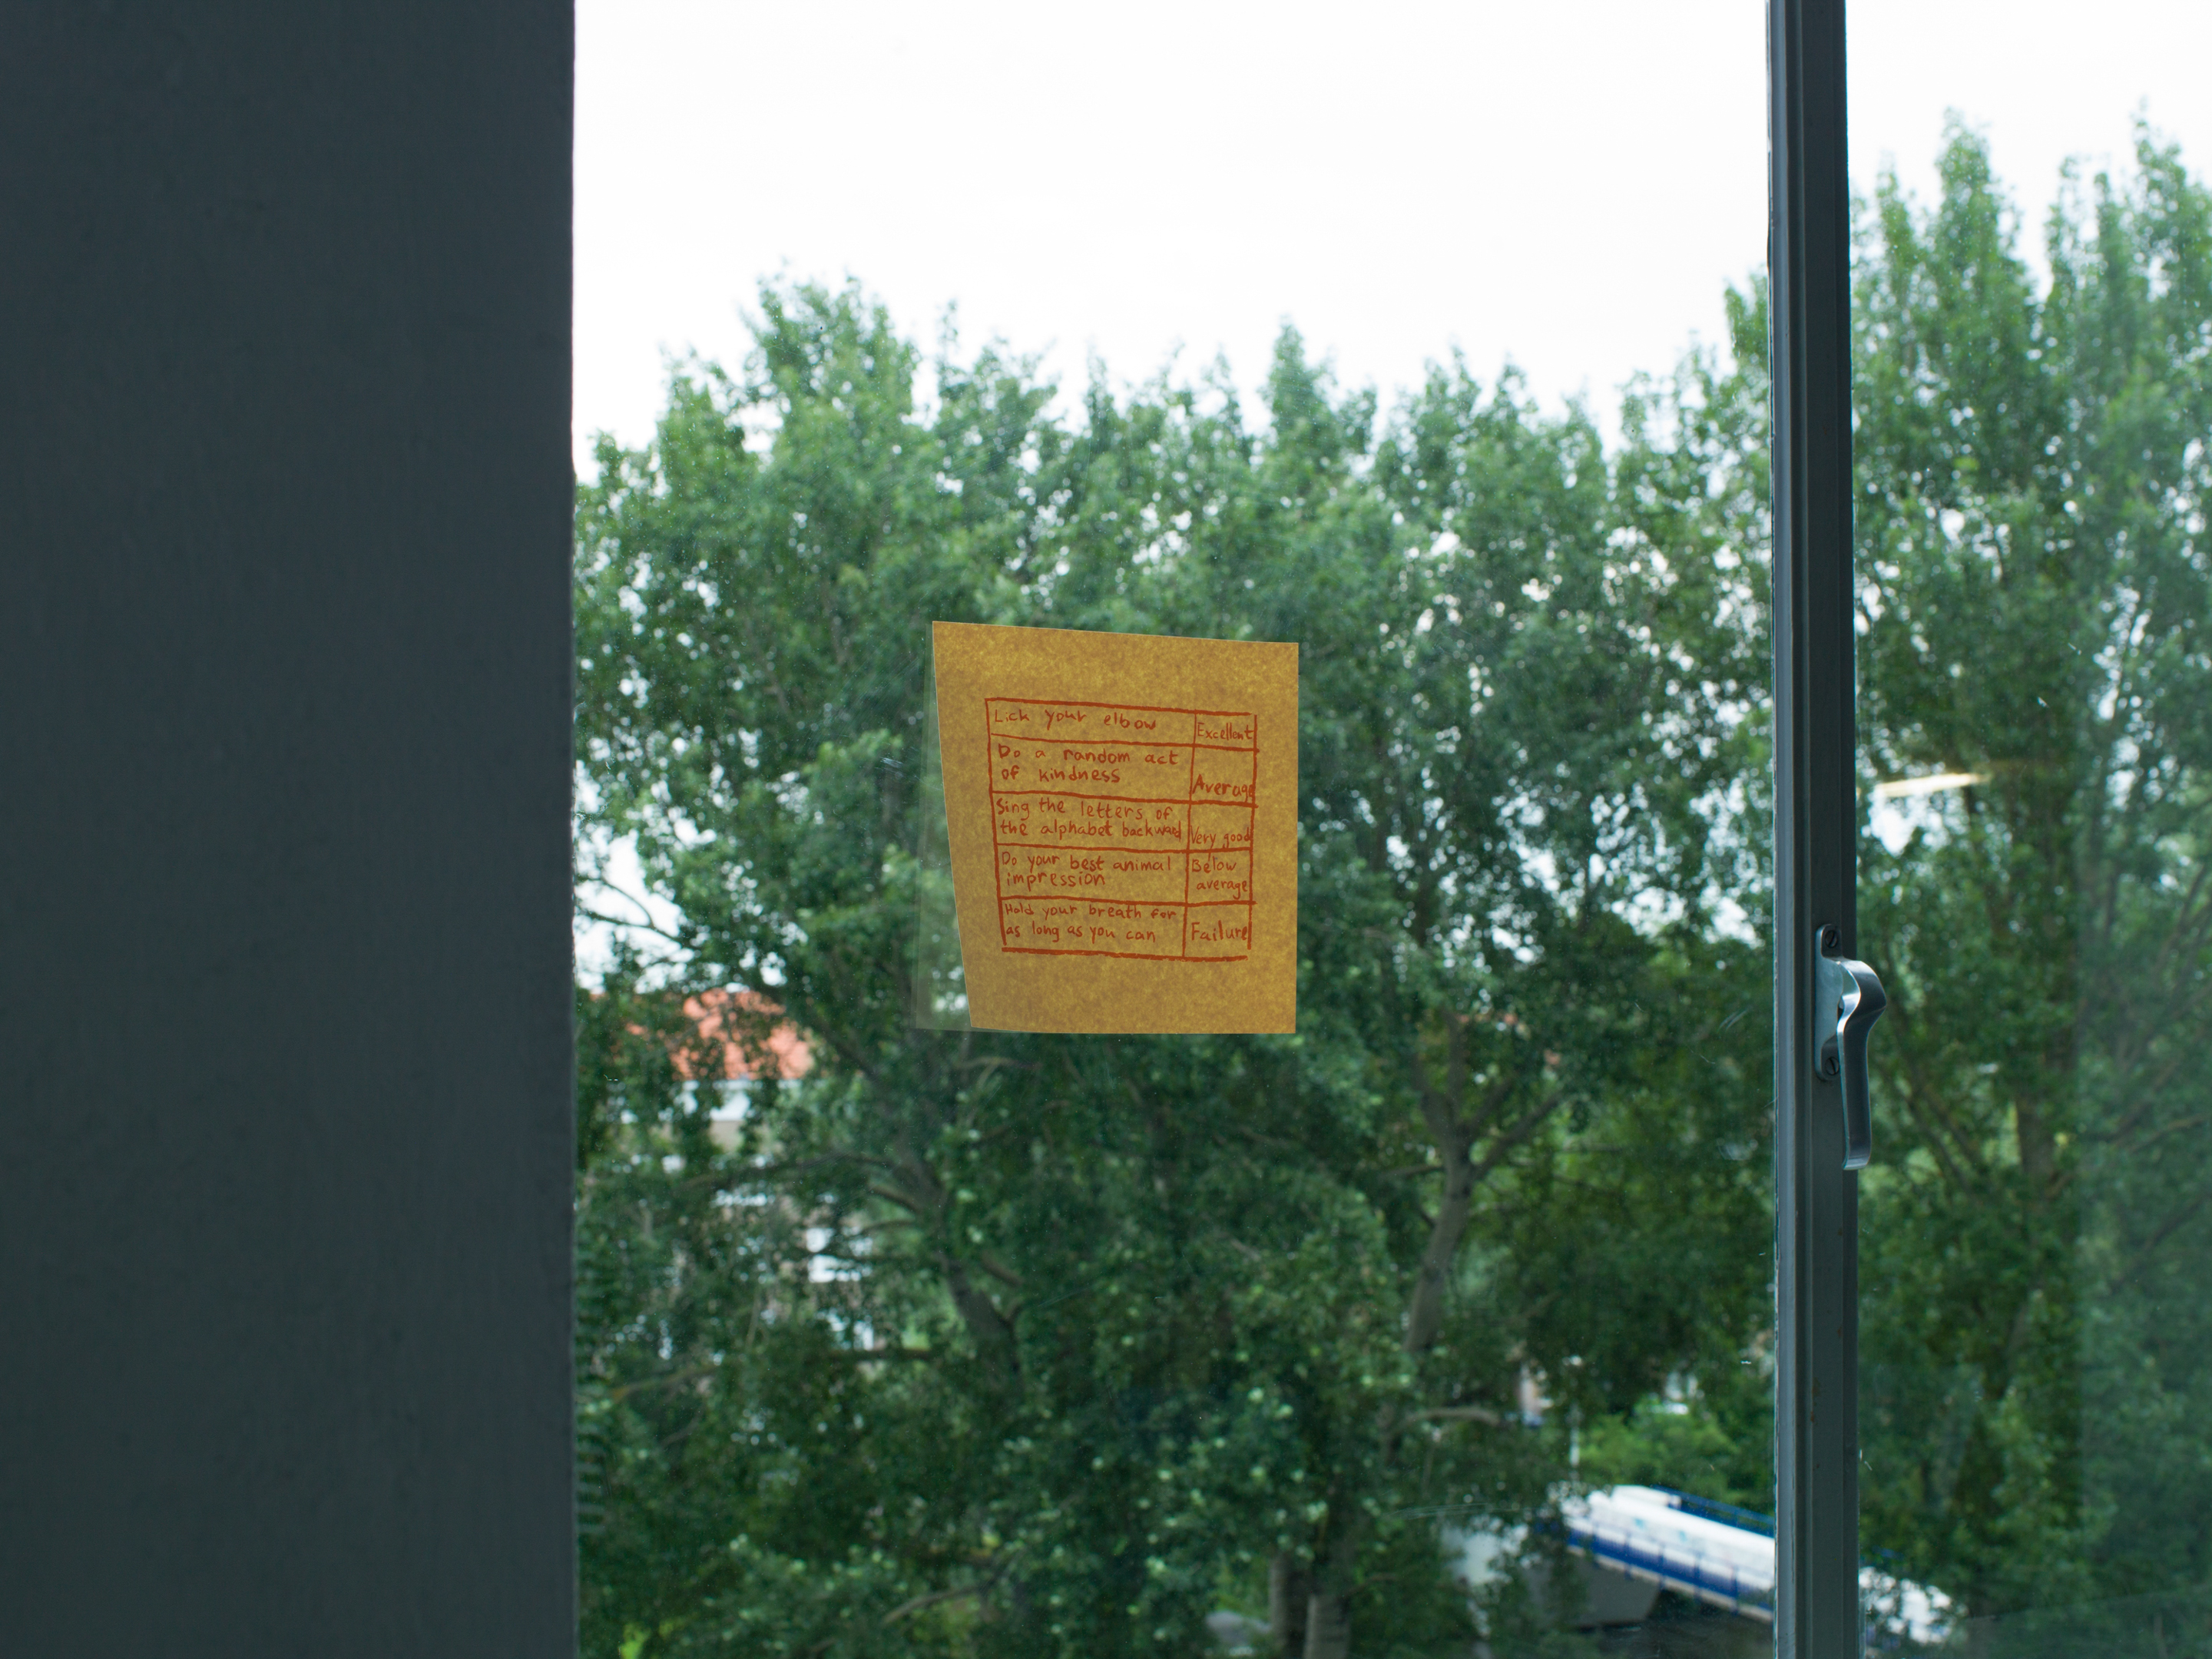 Lick your elbow Excellent
Do a random act
of kindness Average
Sing the letters of
the alphabet backward Very good
Do your best animal Below
impression average
Hold your breath for
as long as you can Failure